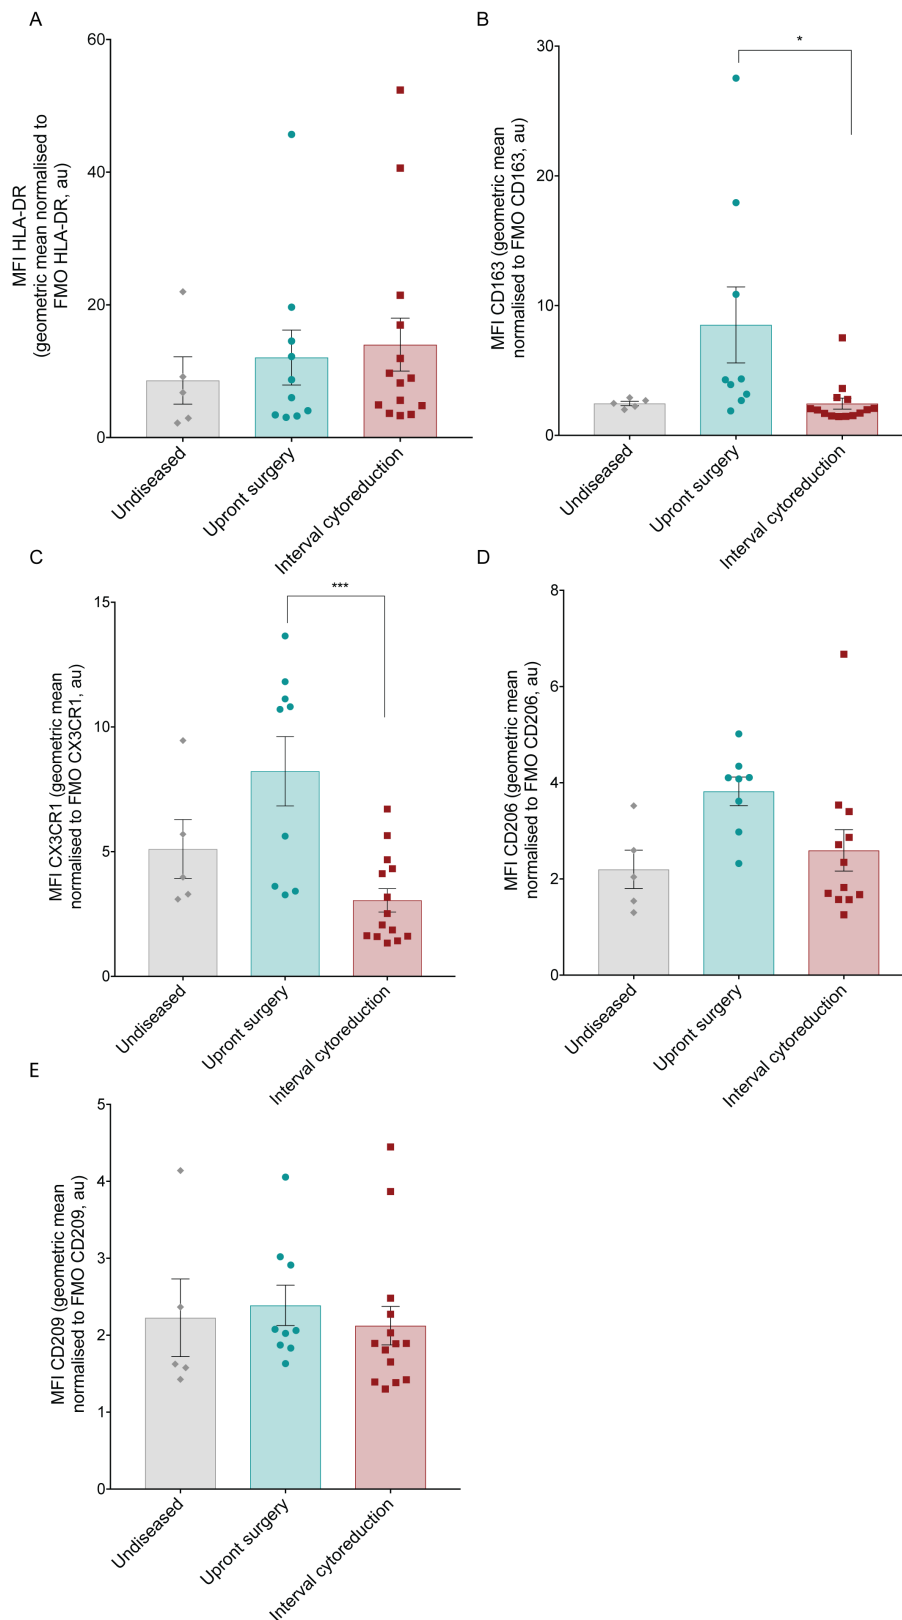 A
MFI HLA-DR
(geometric mean normalised to
FMO HLA-DR, au)
60
40
20
0
Undiseased
Upront surgery
Interval cytoreduction
B
MFI CD163 (geometric mean
normalised to FMO CD163, au)
30
20
10
0
*
Undiseased
Upront surgery
Interval cytoreduction
C
MFI CX3CR1 (geometric mean
normalised to FMO CX3CR1, au)
15
10
5
0
***
Undiseased
Upront surgery
Interval cytoreduction
D
MFI CD206 (geometric mean
normalised to FMO CD206, au)
8
6
4
2
0
Undiseased
Upront surgery
Interval cytoreduction
E
MFI CD209 (geometric mean
normalised to FMO CD209, au)
5
4
3
2
1
0
Undiseased
Upront surgery
Interval cytoreduction